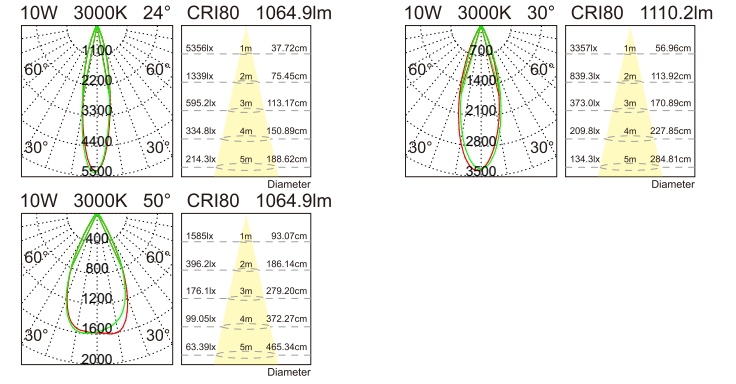 10W 3000K 24° CRI80 1064.9lm
1100
2200
3300
4400
5500
60° 60°
30° 30°
5356lx 1m 37.72cm
1339lx 2m 75.45cm
595.2lx 3m 113.17cm
334.8lx 4m 150.89cm
214.3lx 5m 188.62cm
Diameter
10W 3000K 30° CRI80 1110.2lm
700
1400
2100
2800
3500
60° 60°
30° 30°
3357lx 1m 56.96cm
839.3lx 2m 113.92cm
373.0lx 3m 170.89cm
209.8lx 4m 227.85cm
134.3lx 5m 284.81cm
Diameter
10W 3000K 50° CRI80 1064.9lm
400
800
1200
1600
2000
60° 60°
30° 30°
1585lx 1m 93.07cm
396.2lx 2m 186.14cm
176.1lx 3m 279.20cm
99.05lx 4m 372.27cm
63.39lx 5m 465.34cm
Diameter